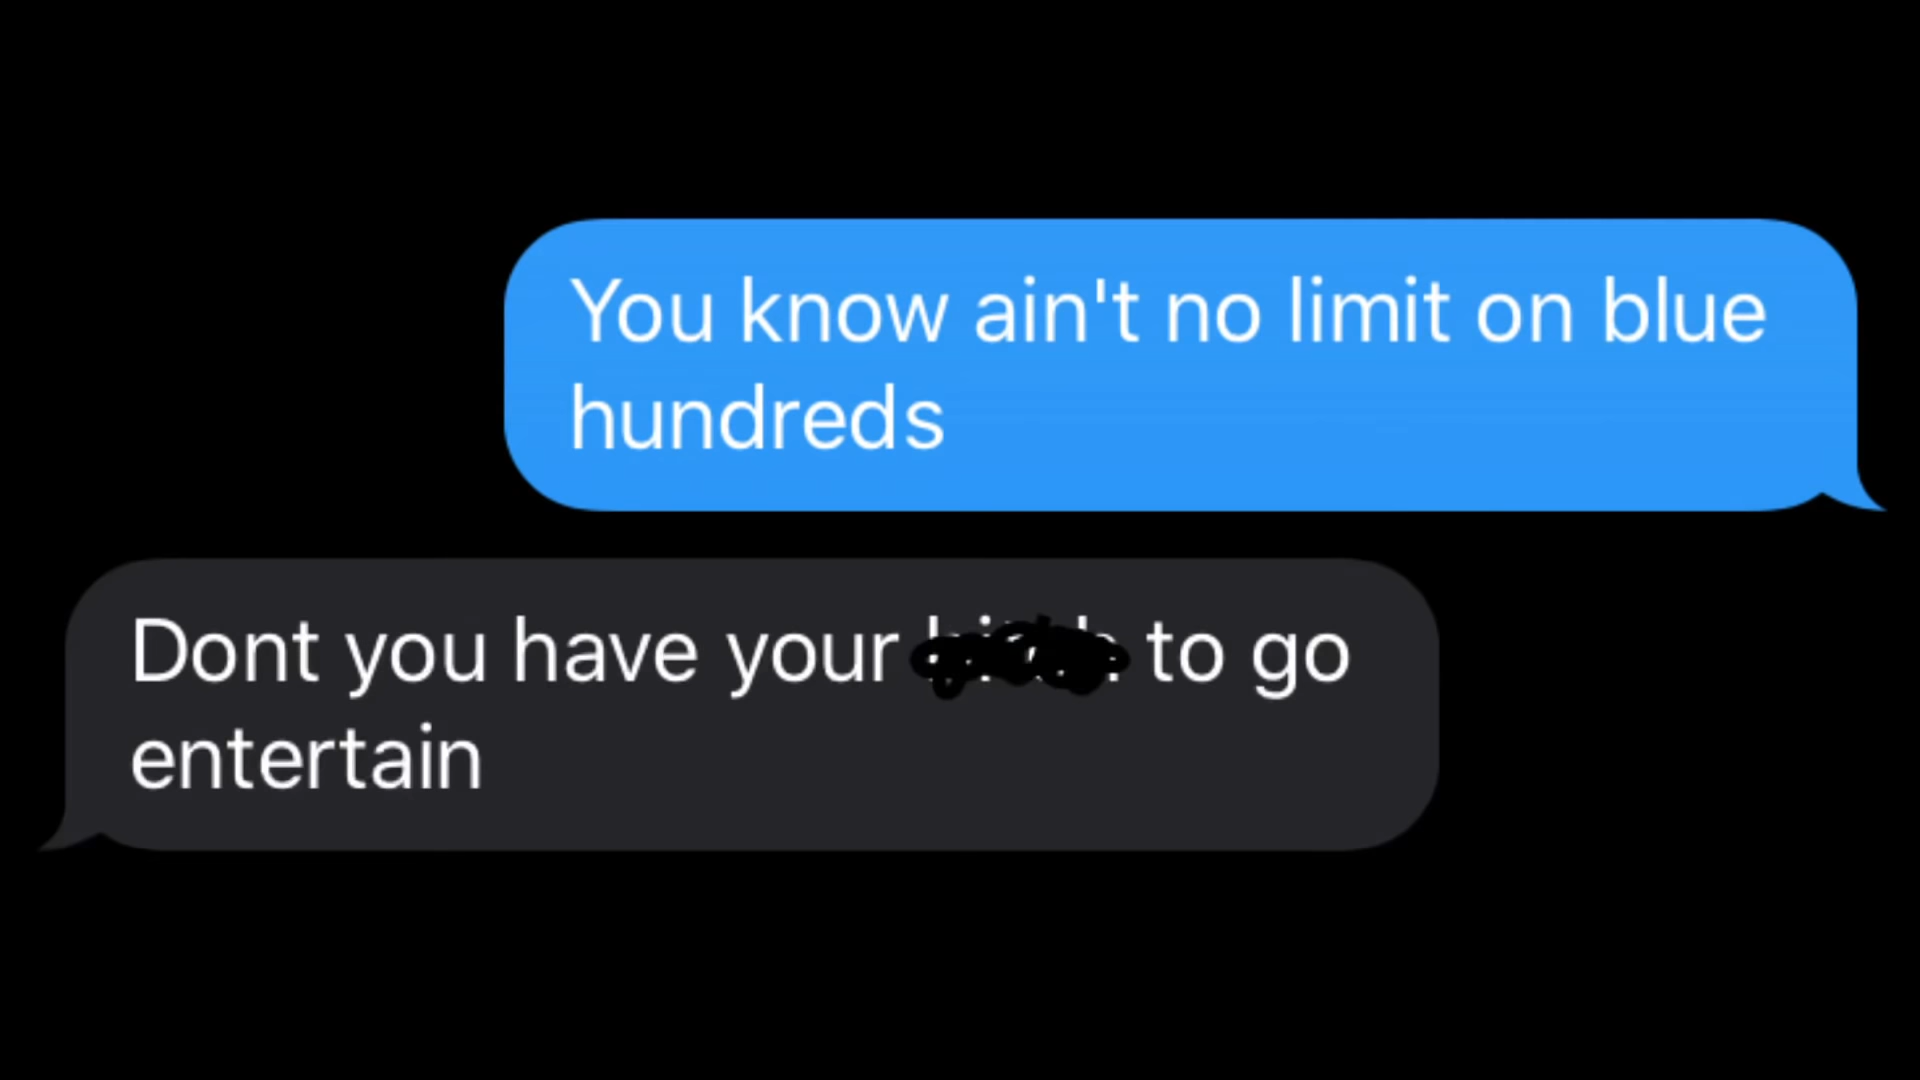 You know ain't no limit on blue
hundreds
Dont you have your to go
entertain